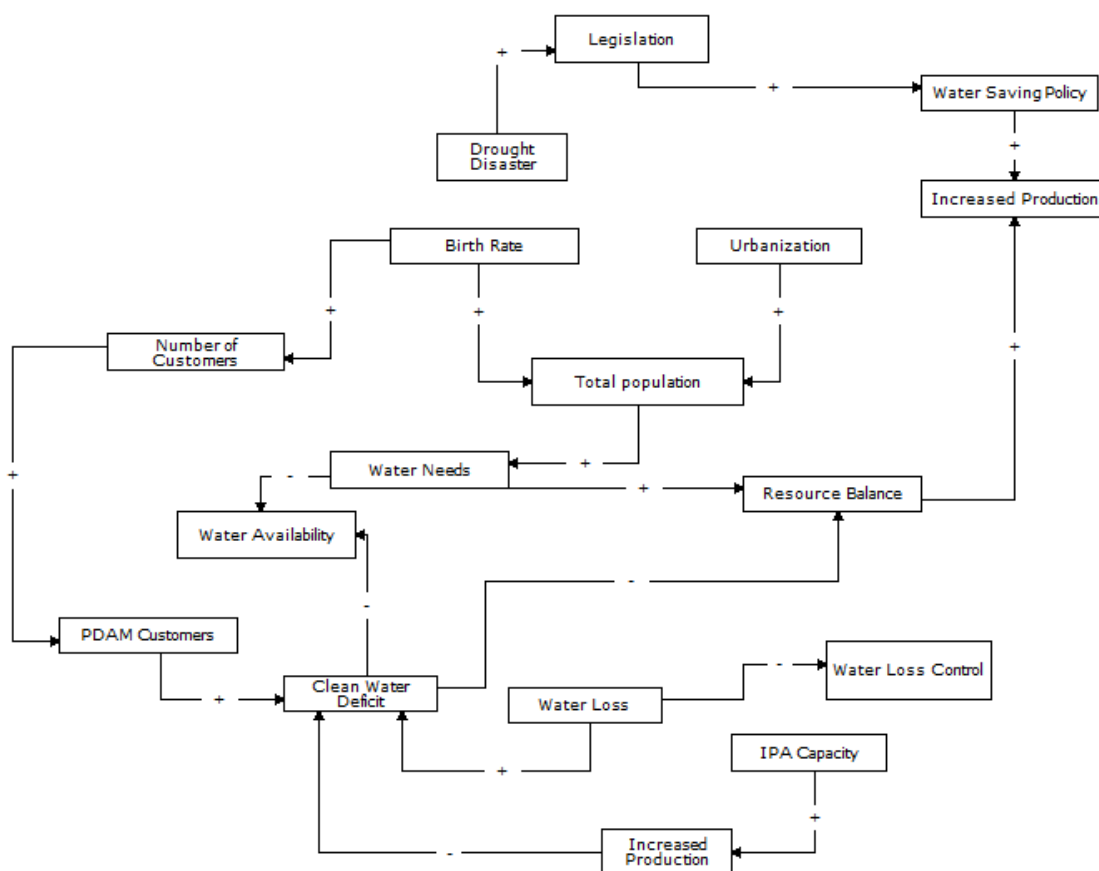 Legislation
+
+
Water Saving Policy
Drought
Disaster
+
Increased Production
Birth Rate
Urbanization
+
+
+
+
Number of
Customers
Total population
+
Water Needs
-
+
+
Resource Balance
Water Availability
-
-
PDAM Customers
+
Clean Water
Deficit
Water Loss
-
Water Loss Control
+
IPA Capacity
+
Increased
Production
-